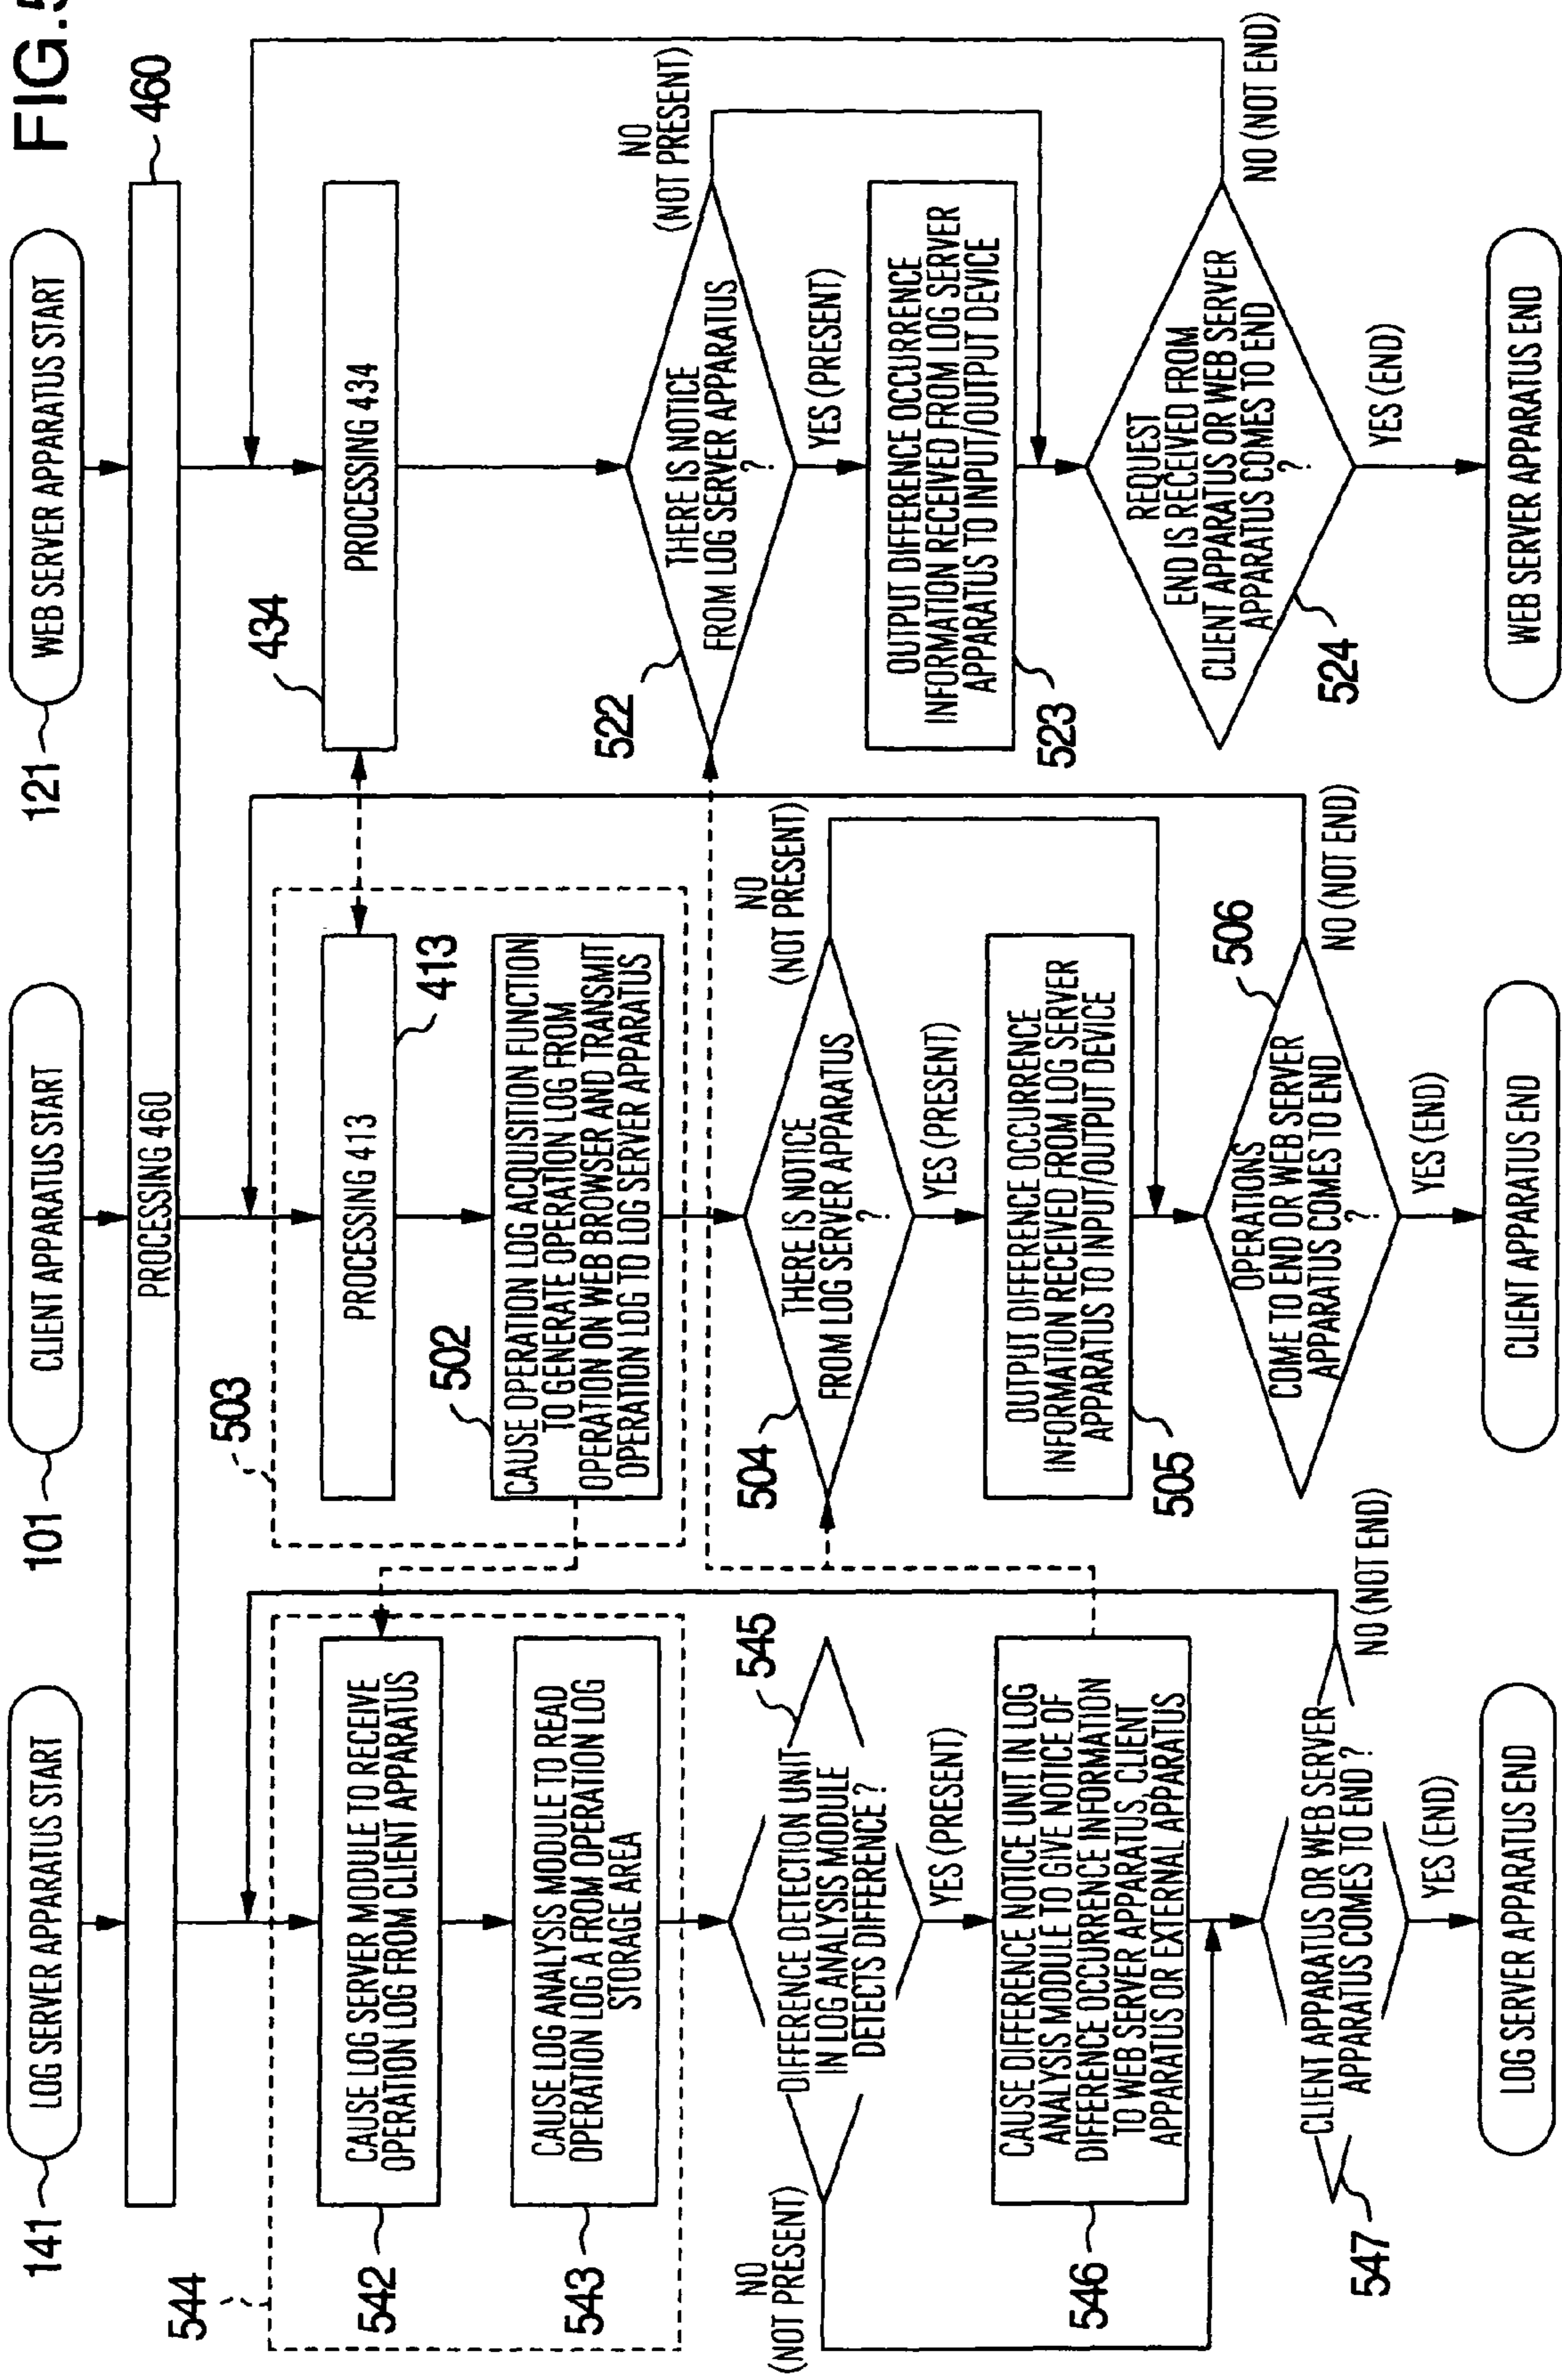 FIG.5
141
LOG SERVER APPARATUS START
101
CLIENT APPARATUS START
121
WEB SERVER APPARATUS START
PROCESSING 460
460
544
542
CAUSE LOG SERVER MODULE TO RECEIVE
OPERATION LOG FROM CLIENT APPARATUS
543
CAUSE LOG ANALYSIS MODULE TO READ
OPERATION LOG A FROM OPERATION LOG
STORAGE AREA
545
DIFFERENCE DETECTION UNIT
IN LOG ANALYSIS MODULE
DETECTS DIFFERENCE ?
NO
(NOT PRESENT)
YES (PRESENT)
546
CAUSE DIFFERENCE NOTICE UNIT IN LOG
ANALYSIS MODULE TO GIVE NOTICE OF
DIFFERENCE OCCURRENCE INFORMATION
TO WEB SERVER APPARATUS, CLIENT
APPARATUS OR EXTERNAL APPARATUS
547
CLIENT APPARATUS OR WEB SERVER
APPARATUS COMES TO END ?
NO (NOT END)
YES (END)
LOG SERVER APPARATUS END
503
PROCESSING 413
413
502
CAUSE OPERATION LOG ACQUISITION FUNCTION
TO GENERATE OPERATION LOG FROM
OPERATION ON WEB BROWSER AND TRANSMIT
OPERATION LOG TO LOG SERVER APPARATUS
504
THERE IS NOTICE
FROM LOG SERVER APPARATUS
?
NO
(NOT PRESENT)
YES (PRESENT)
505
OUTPUT DIFFERENCE OCCURRENCE
INFORMATION RECEIVED FROM LOG SERVER
APPARATUS TO INPUT/OUTPUT DEVICE
506
OPERATIONS
COME TO END OR WEB SERVER
APPARATUS COMES TO END
?
NO (NOT END)
YES (END)
CLIENT APPARATUS END
434
PROCESSING 434
522
THERE IS NOTICE
FROM LOG SERVER APPARATUS
?
NO
(NOT PRESENT)
YES (PRESENT)
523
OUTPUT DIFFERENCE OCCURRENCE
INFORMATION RECEIVED FROM LOG SERVER
APPARATUS TO INPUT/OUTPUT DEVICE
524
REQUEST
END IS RECEIVED FROM
CLIENT APPARATUS OR WEB SERVER
APPARATUS COMES TO END
?
NO (NOT END)
YES (END)
WEB SERVER APPARATUS END